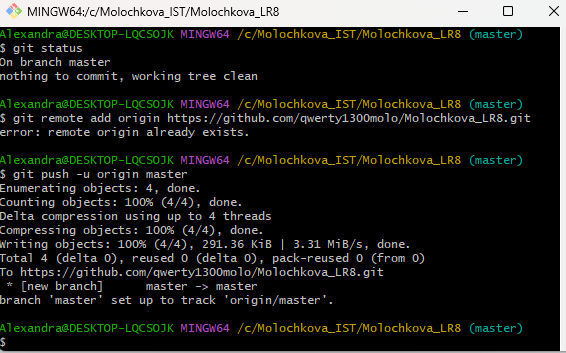 MINGW64:/c/Molochkova_IST/Molochkova_LR8
Alexandra@DESKTOP-LQCSOJK MINGW64 /c/Molochkova_IST/Molochkova_LR8 (master)
$ git status
On branch master
nothing to commit, working tree clean
Alexandra@DESKTOP-LQCSOJK MINGW64 /c/Molochkova_IST/Molochkova_LR8 (master)
$ git remote add origin https://github.com/qwerty1300molo/Molochkova_LR8.git
error: remote origin already exists.
Alexandra@DESKTOP-LQCSOJK MINGW64 /c/Molochkova_IST/Molochkova_LR8 (master)
$ git push -u origin master
Enumerating objects: 4, done.
Counting objects: 100% (4/4), done.
Delta compression using up to 4 threads
Compressing objects: 100% (4/4), done.
Writing objects: 100% (4/4), 291.36 KiB | 3.31 MiB/s, done.
Total 4 (delta 0), reused 0 (delta 0), pack-reused 0 (from 0)
To https://github.com/qwerty1300molo/Molochkova_LR8.git
 * [new branch]      master -> master
branch 'master' set up to track 'origin/master'.
Alexandra@DESKTOP-LQCSOJK MINGW64 /c/Molochkova_IST/Molochkova_LR8 (master)
$